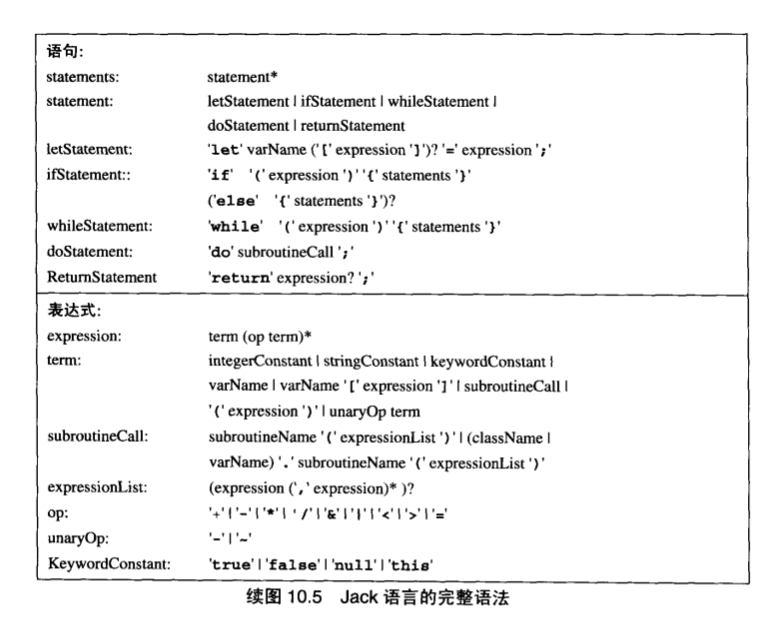 语句:
statements: statement*
statement: letStatement | ifStatement | whileStatement |
doStatement | returnStatement
letStatement: 'let' varName ('[' expression ']')? '=' expression ';'
ifStatement:: 'if' '(' expression ')' '{' statements '}'
('else' '{' statements '}')?
whileStatement: 'while' '(' expression ')' '{' statements '}'
doStatement: 'do' subroutineCall ';'
ReturnStatement 'return' expression? ';'
表达式:
expression: term (op term)*
term: integerConstant | stringConstant | keywordConstant |
varName | varName '[' expression ']' | subroutineCall |
'(' expression ')' | unaryOp term
subroutineCall: subroutineName '(' expressionList ')' | (className |
varName) '.' subroutineName '(' expressionList ')'
expressionList: (expression (',' expression)* )?
op: '+' | '-' | '*' | '/' | '&' | '|' | '<' | '>' | '='
unaryOp: '-' | '~'
KeywordConstant: 'true' | 'false' | 'null' | 'this'
续图 10.5 Jack 语言的完整语法